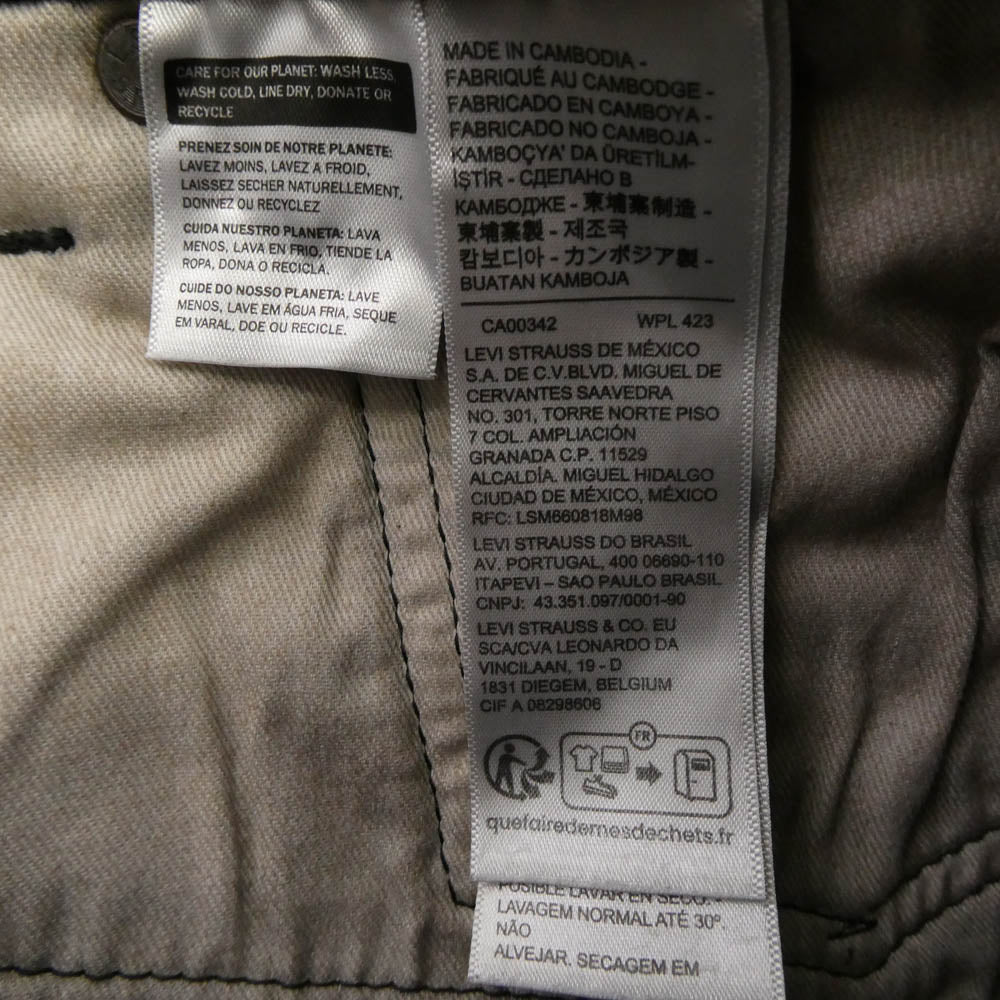 CARE FOR OUR PLANET: WASH LESS,
WASH COLD, LINE DRY, DONATE OR
RECYCLE
PRENEZ SOIN DE NOTRE PLANETE:
LAVEZ MOINS, LAVEZ A FROID,
LAISSEZ SECHER NATURELLEMENT,
DONNEZ OU RECYCLEZ
CUIDA NUESTRO PLANETA: LAVA
MENOS, LAVA EN FRIO, TIENDE LA
ROPA, DONA O RECICLA.
CUIDE DO NOSSO PLANETA: LAVE
MENOS, LAVE EM ÁGUA FRIA, SEQUE
EM VARAL, DOE OU RECICLE.
MADE IN CAMBODIA -
FABRIQUÉ AU CAMBODGE -
FABRICADO EN CAMBOYA -
FABRICADO NO CAMBOJA -
KAMBOÇYA' DA ÜRETİLM-
İŞTİR - СДЕЛАНО В
КАМБОДЖЕ - 柬埔寨制造 -
柬埔寨製 - 제조국
캄보디아 - カンボジア製 -
BUATAN KAMBOJA
CA00342 WPL 423
LEVI STRAUSS DE MÉXICO
S.A. DE C.V.BLVD. MIGUEL DE
CERVANTES SAAVEDRA
NO. 301, TORRE NORTE PISO
7 COL. AMPLIACIÓN
GRANADA C.P. 11529
ALCALDÍA. MIGUEL HIDALGO
CIUDAD DE MÉXICO, MÉXICO
RFC: LSM660818M98
LEVI STRAUSS DO BRASIL
AV. PORTUGAL, 400 06690-110
ITAPEVI – SAO PAULO BRASIL
CNPJ: 43.351.097/0001-90
LEVI STRAUSS & CO. EU
SCA/CVA LEONARDO DA
VINCILAAN, 19 - D
1831 DIEGEM, BELGIUM
CIF A 08298606
FR
quefairedemesdechets.fr
POSIBLE LAVAR EN SECO. -
LAVAGEM NORMAL ATÉ 30°.
NÃO
ALVEJAR. SECAGEM EM